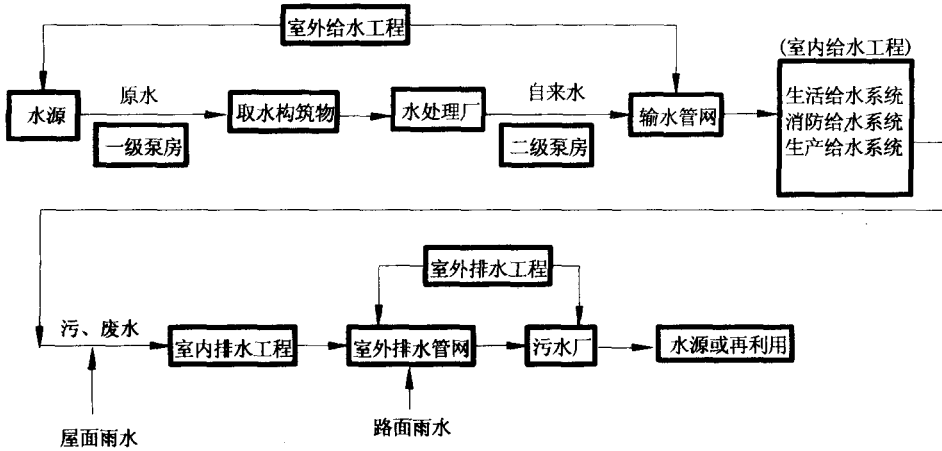 室外给水工程
(室内给水工程)
水源
原水
一级泵房
取水构筑物
水处理厂
自来水
二级泵房
输水管网
生活给水系统
消防给水系统
生产给水系统
室外排水工程
污、废水
室内排水工程
室外排水管网
污水厂
水源或再利用
屋面雨水
路面雨水